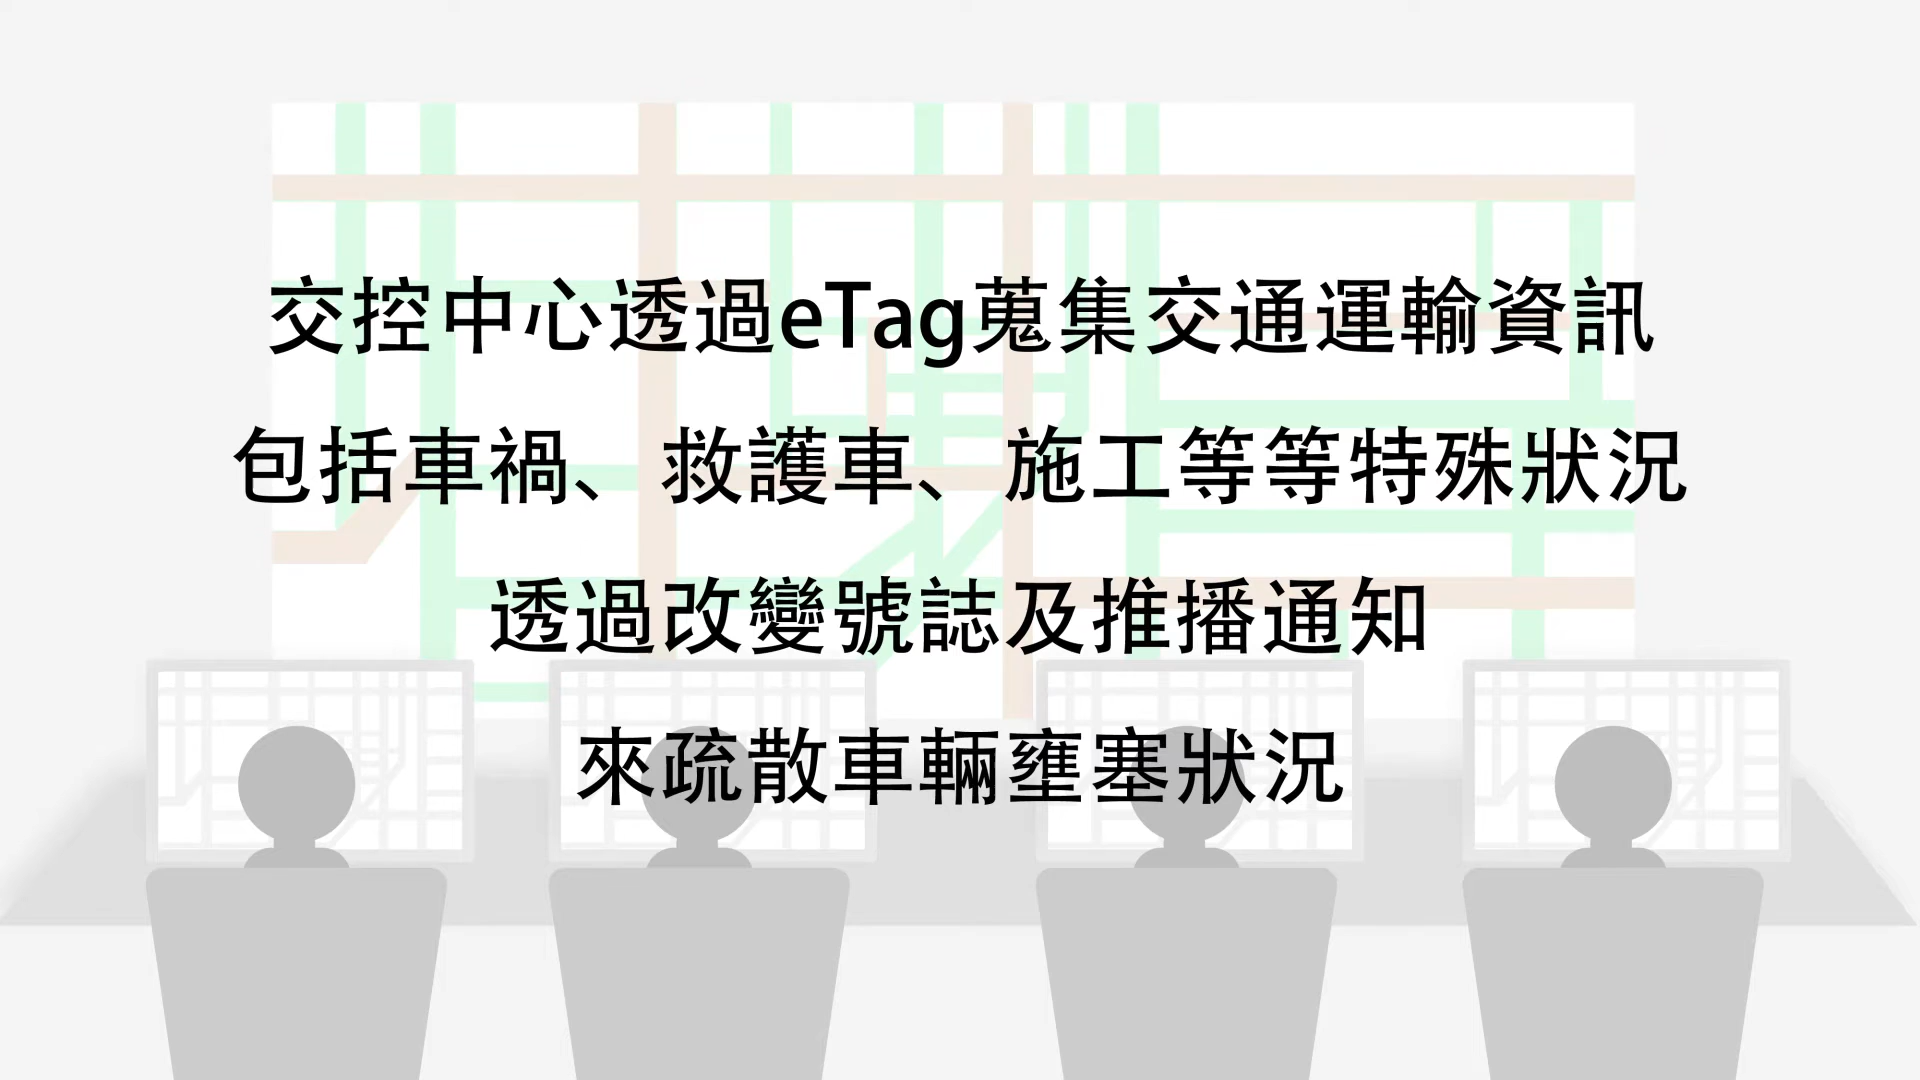 交控中心透過eTag蒐集交通運輸資訊
包括車禍、救護車、施工等等特殊狀況
透過改變號誌及推播通知
來疏散車輛壅塞狀況